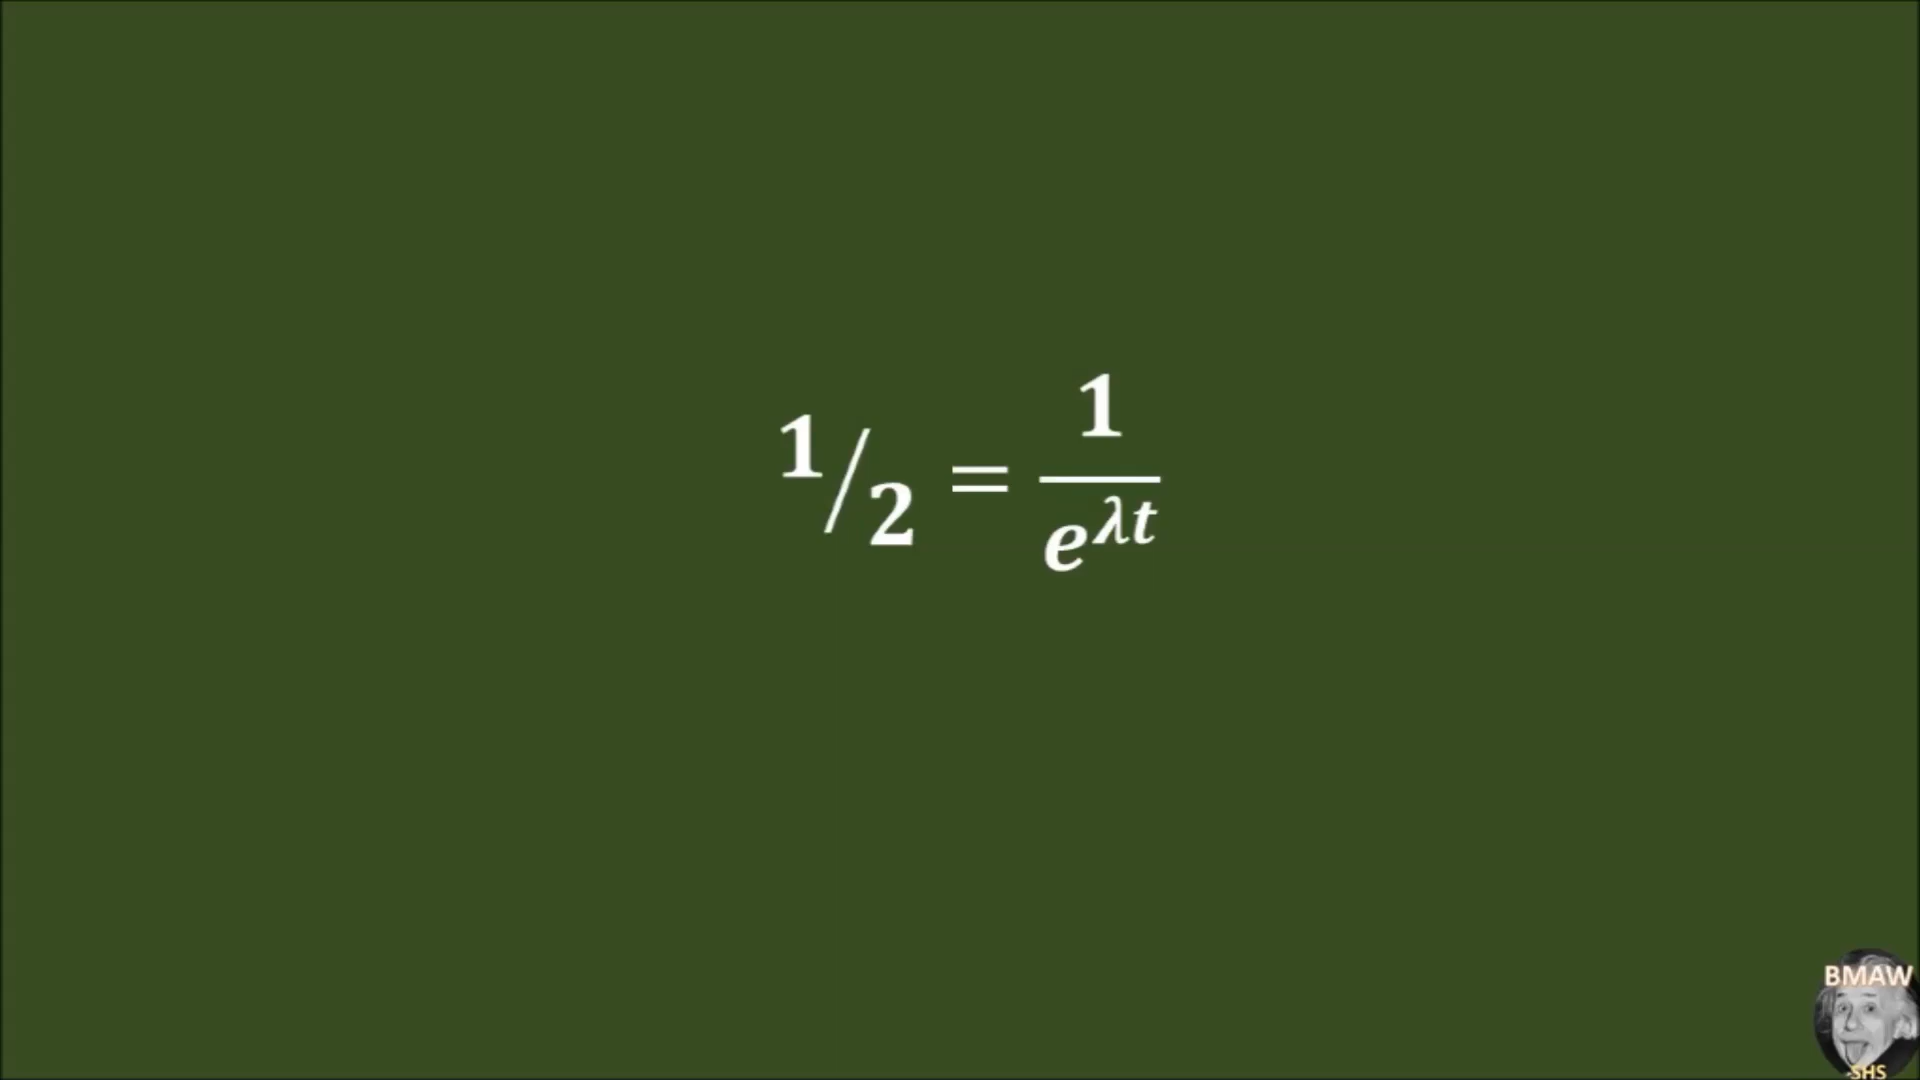 1/2 = 1/e^λt
BMAW
SHS